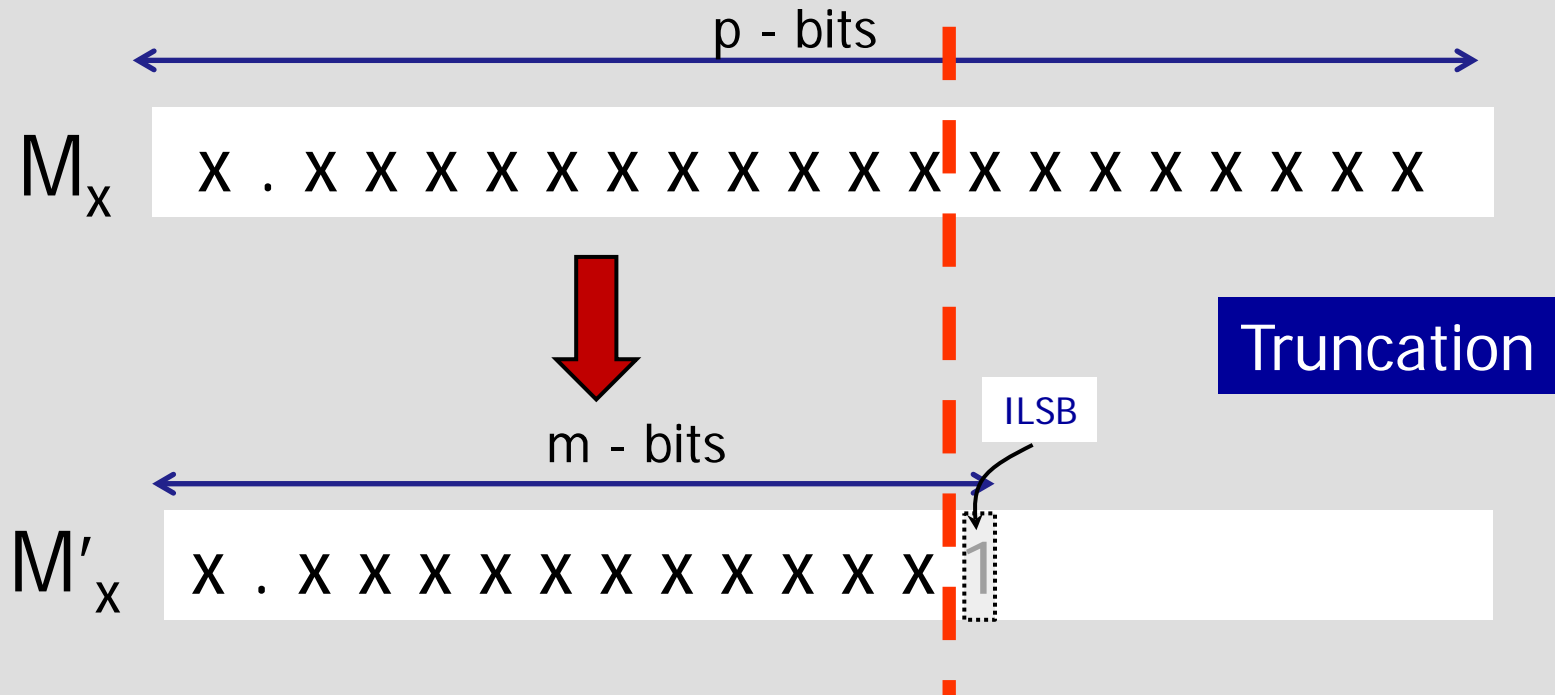 p - bits
Mx x . x x x x x x x x x x x x x x x x x x x
Truncation
ILSB
m - bits
M'x x . x x x x x x x x x x x 1